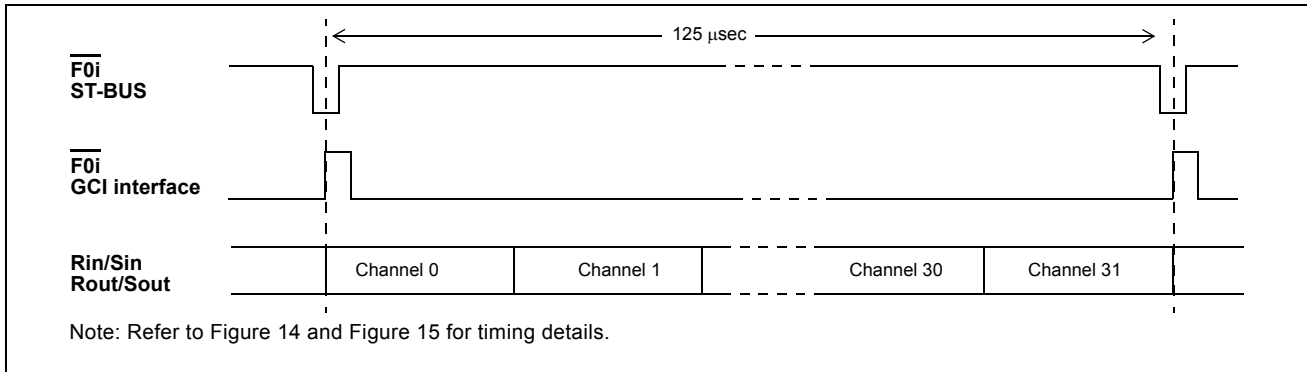 125 μsec
F0i
ST-BUS
F0i
GCI interface
Rin/Sin
Rout/Sout
Channel 0
Channel 1
Channel 30
Channel 31
Note: Refer to Figure 14 and Figure 15 for timing details.